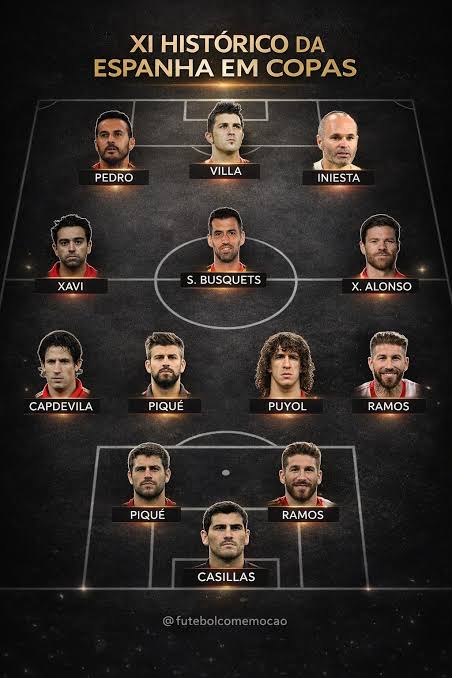 XI HISTÓRICO DA
ESPANHA EM COPAS
PEDRO
VILLA
INIESTA
XAVI
S. BUSQUETS
X. ALONSO
CAPDEVILA
PIQUÉ
PUYOL
RAMOS
PIQUÉ
RAMOS
CASILLAS
@futebolcomemocao